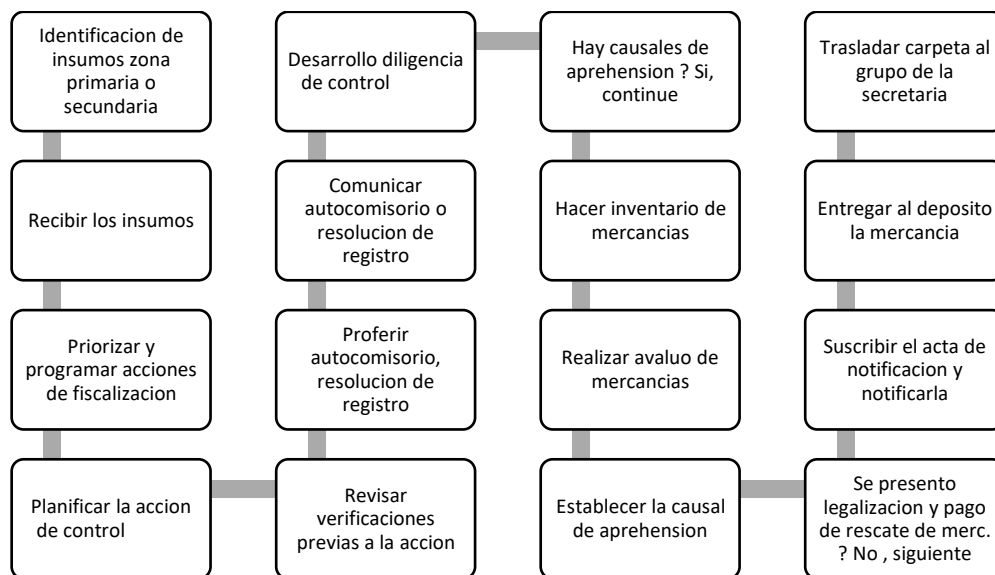 Identificacion de
insumos zona
primaria o
secundaria
Recibir los insumos
Priorizar y
programar acciones
de fiscalizacion
Planificar la accion
de control
Revisar
verificaciones
previas a la accion
Proferir
autocomisorio,
resolucion de
registro
Comunicar
autocomisorio o
resolucion de
registro
Desarrollo diligencia
de control
Hay causales de
aprehension ? Si,
continue
Hacer inventario de
mercancias
Realizar avaluo de
mercancias
Establecer la causal
de aprehension
Se presento
legalizacion y pago
de rescate de merc.
? No , siguiente
Suscribir el acta de
notificacion y
notificarla
Entregar al deposito
la mercancia
Trasladar carpeta al
grupo de la
secretaria